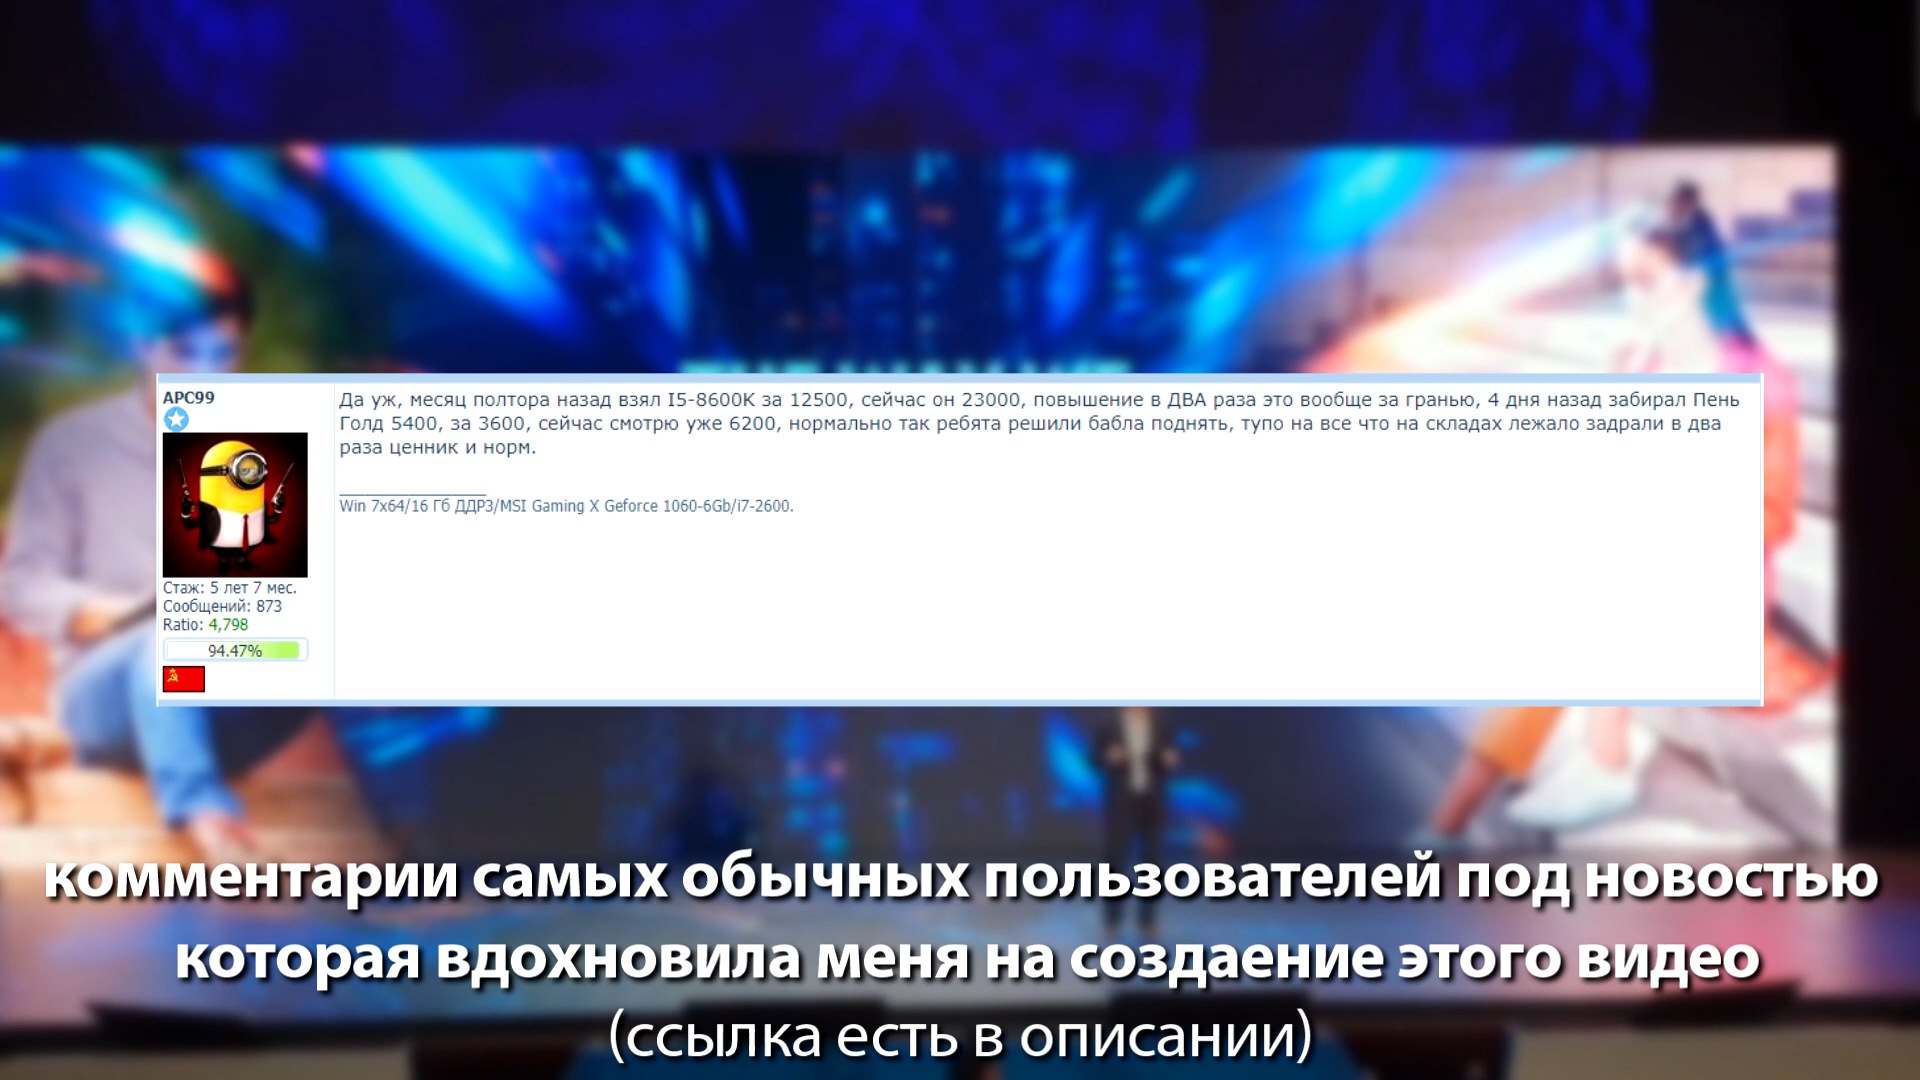 APC99
Да уж, месяц полтора назад взял I5-8600K за 12500, сейчас он 23000, повышение в ДВА раза это вообще за гранью, 4 дня назад забирал Пень
Голд 5400, за 3600, сейчас смотрю уже 6200, нормально так ребята решили бабла поднять, тупо на все что на складах лежало задрали в два
раза ценник и норм.
Win 7x64/16 Гб ДДР3/MSI Gaming X Geforce 1060-6Gb/i7-2600.
Стаж: 5 лет 7 мес.
Сообщений: 873
Ratio: 4,798
94.47%
комментарии самых обычных пользователей под новостью
которая вдохновила меня на создаение этого видео
(ссылка есть в описании)